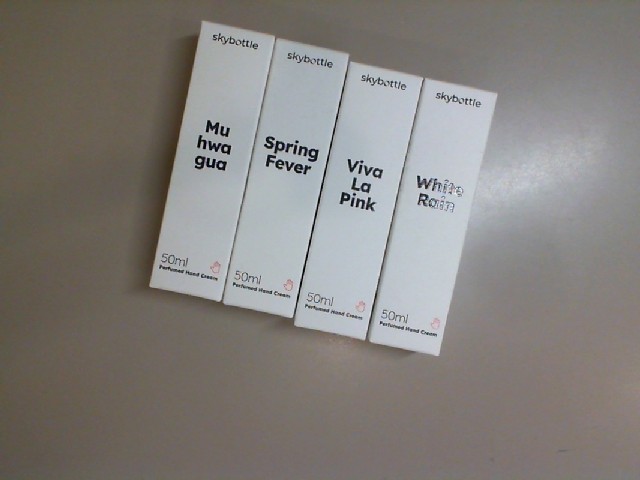 skybottle
Mu
hwa
gua
50ml
Perfumed Hand Cream
skybottle
Spring
Fever
50ml
Perfumed Hand Cream
skybottle
Viva
La
Pink
50ml
Perfumed Hand Cream
skybottle
White
Rain
50ml
Perfumed Hand Cream